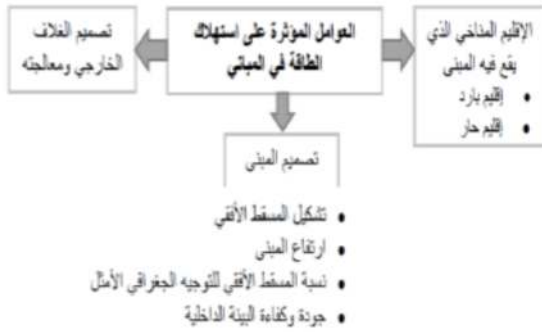 الإقليم المناخي الذي
يقع فيه المبنى
• إقليم بارد
• إقليم حار
العوامل المؤثرة على استهلاك
الطاقة في المباني
تصميم الغلاف
الخارجي ومعالجته
تصميم المبنى
• تشكيل المسقط الأفقي
• ارتفاع المبنى
• نسبة المسقط الأفقي للتوجيه الجغرافي الأمثل
• جودة وكفاءة البيئة الداخلية